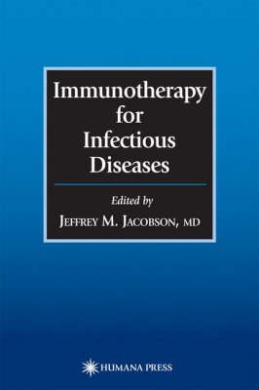 Immunotherapy
for
Infectious
Diseases
Edited by
JEFFREY M. JACOBSON, MD
HUMANA PRESS